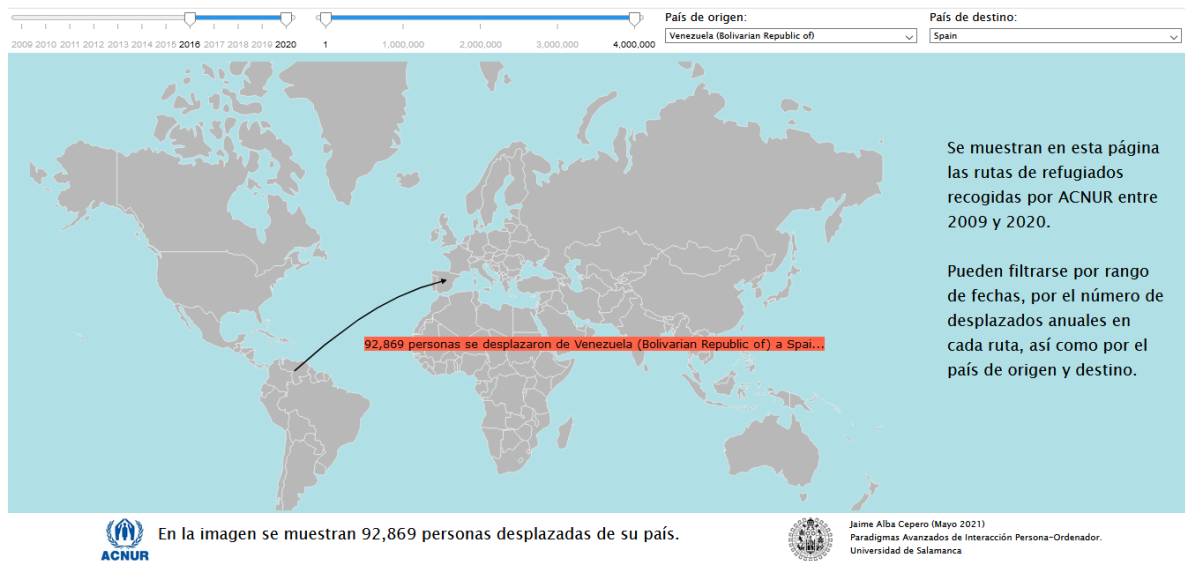 País de origen:
País de destino:
Venezuela (Bolivarian Republic of)
Spain
2009 2010 2011 2012 2013 2014 2015 2016 2017 2018 2019 2020
1 1,000,000 2,000,000 3,000,000 4,000,000
Se muestran en esta página
las rutas de refugiados
recogidas por ACNUR entre
2009 y 2020.
Pueden filtrarse por rango
de fechas, por el número de
desplazados anuales en
cada ruta, así como por el
país de origen y destino.
92,869 personas se desplazaron de Venezuela (Bolivarian Republic of) a Spai...
ACNUR
En la imagen se muestran 92,869 personas desplazadas de su país.
Jaime Alba Cepero (Mayo 2021)
Paradigmas Avanzados de Interacción Persona-Ordenador.
Universidad de Salamanca